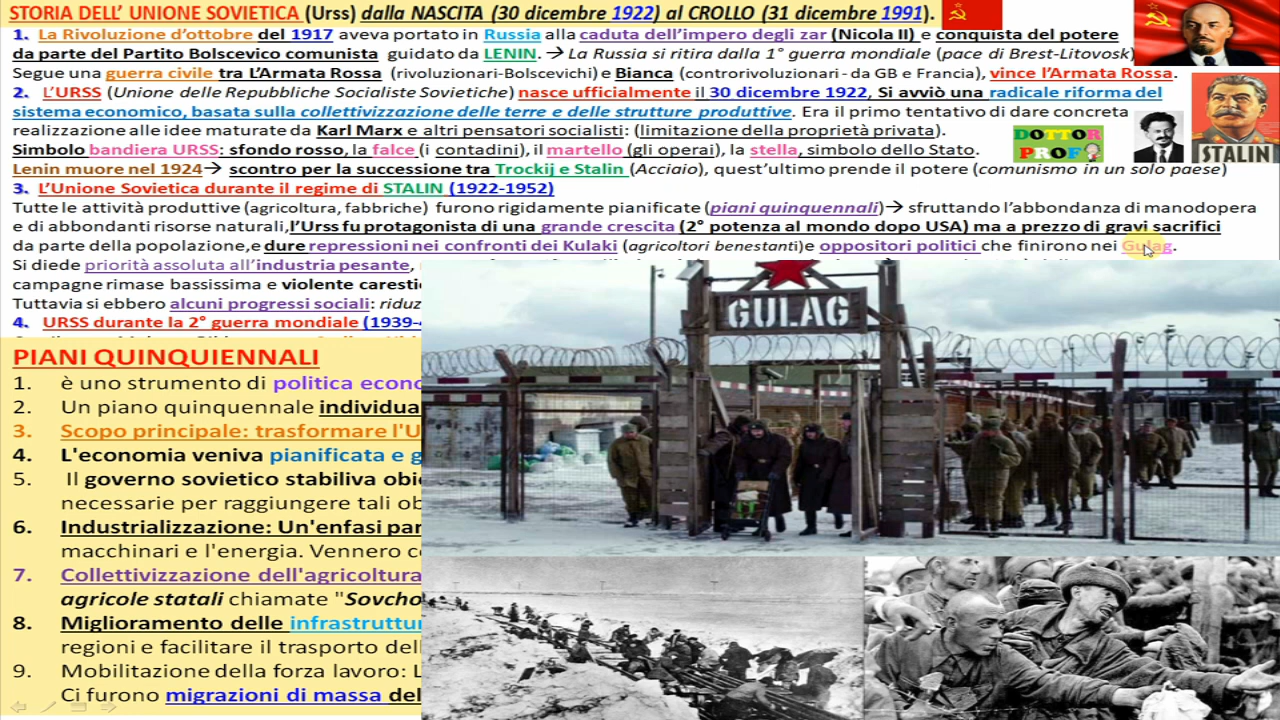 STORIA DELL' UNIONE SOVIETICA (Urss) dalla NASCITA (30 dicembre 1922) al CROLLO (31 dicembre 1991).
1. La Rivoluzione d'ottobre del 1917 aveva portato in Russia alla caduta dell'impero degli zar (Nicola II) e conquista del potere
da parte del Partito Bolscevico comunista guidato da LENIN. → La Russia si ritira dalla 1° guerra mondiale (pace di Brest-Litovosk)
Segue una guerra civile tra L'Armata Rossa (rivoluzionari-Bolscevichi) e Bianca (controrivoluzionari - da GB e Francia), vince l'Armata Rossa.
2. L'URSS (Unione delle Repubbliche Socialiste Sovietiche) nasce ufficialmente il 30 dicembre 1922, Si avviò una radicale riforma del
sistema economico, basata sulla collettivizzazione delle terre e delle strutture produttive. Era il primo tentativo di dare concreta
realizzazione alle idee maturate da Karl Marx e altri pensatori socialisti: (limitazione della proprietà privata).
DOTTOR
PROF
STALIN
Simbolo bandiera URSS: sfondo rosso, la falce (i contadini), il martello (gli operai), la stella, simbolo dello Stato.
Lenin muore nel 1924→ scontro per la successione tra Trockij e Stalin (Acciaio), quest'ultimo prende il potere (comunismo in un solo paese)
3. L'Unione Sovietica durante il regime di STALIN (1922-1952)
Tutte le attività produttive (agricoltura, fabbriche) furono rigidamente pianificate (piani quinquennali)→ sfruttando l'abbondanza di manodopera
e di abbondanti risorse naturali,l'Urss fu protagonista di una grande crescita (2° potenza al mondo dopo USA) ma a prezzo di gravi sacrifici
da parte della popolazione,e dure repressioni nei confronti dei Kulaki (agricoltori benestanti)e oppositori politici che finirono nei Gulag.
Si diede priorità assoluta all'industria pesante,
campagne rimase bassissima e violente caresti
Tuttavia si ebbero alcuni progressi sociali: riduz
4. URSS durante la 2° guerra mondiale (1939-4
GULAG
PIANI QUINQUIENNALI
1. è uno strumento di politica econo
2. Un piano quinquennale individua
3. Scopo principale: trasformare l'U
4. L'economia veniva pianificata e g
5. Il governo sovietico stabiliva obi
necessarie per raggiungere tali ob
6. Industrializzazione: Un'enfasi par
macchinari e l'energia. Vennero c
7. Collettivizzazione dell'agricoltura
agricole statali chiamate "Sovcho
8. Miglioramento delle infrastruttur
regioni e facilitare il trasporto del
9. Mobilitazione della forza lavoro: L
Ci furono migrazioni di massa del